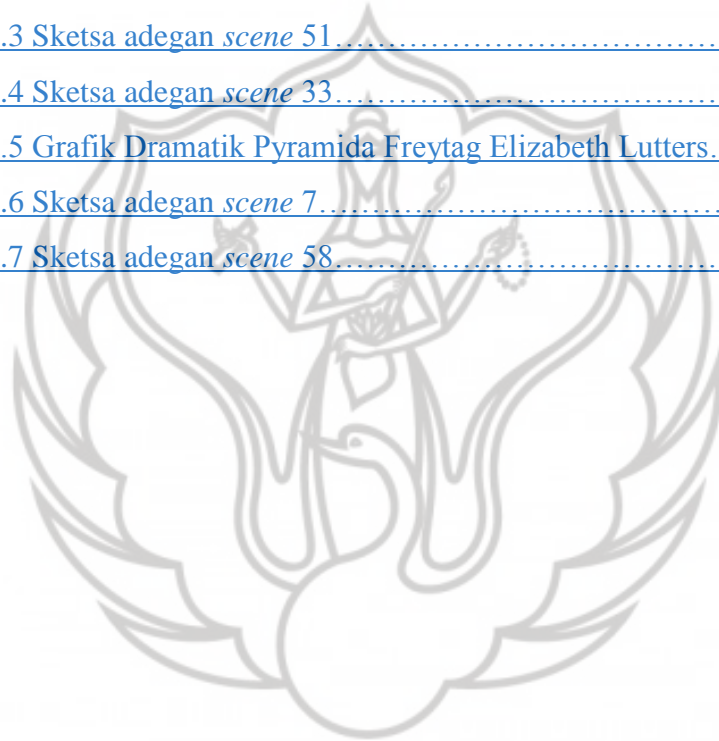 .3 Sketsa adegan scene 51……………………………….
.4 Sketsa adegan scene 33……………………………….
.5 Grafik Dramatik Pyramida Freytag Elizabeth Lutters.
.6 Sketsa adegan scene 7………………………………….
.7 Sketsa adegan scene 58……………………………….